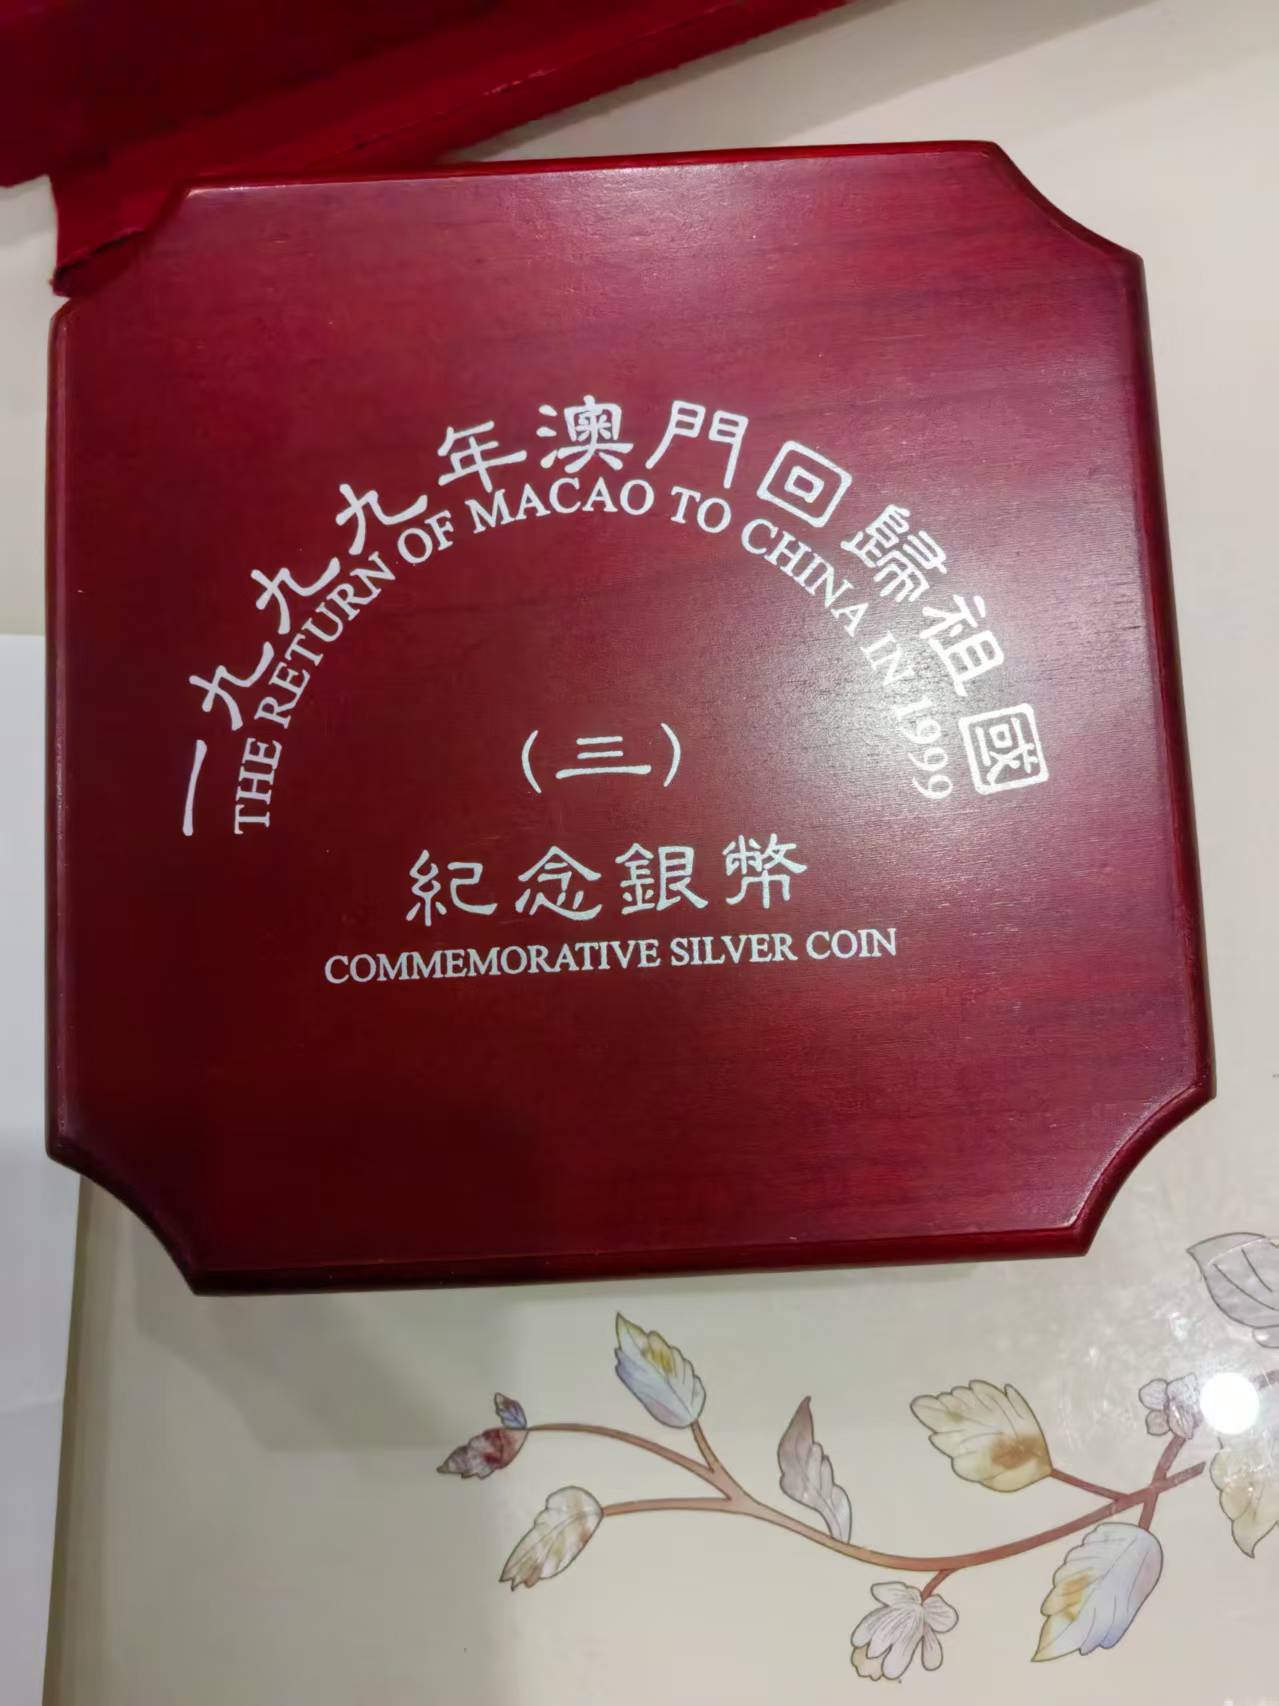 一九九九年澳門回歸祖國
THE RETURN OF MACAO TO CHINA IN 1999
(三)
紀念銀幣
COMMEMORATIVE SILVER COIN